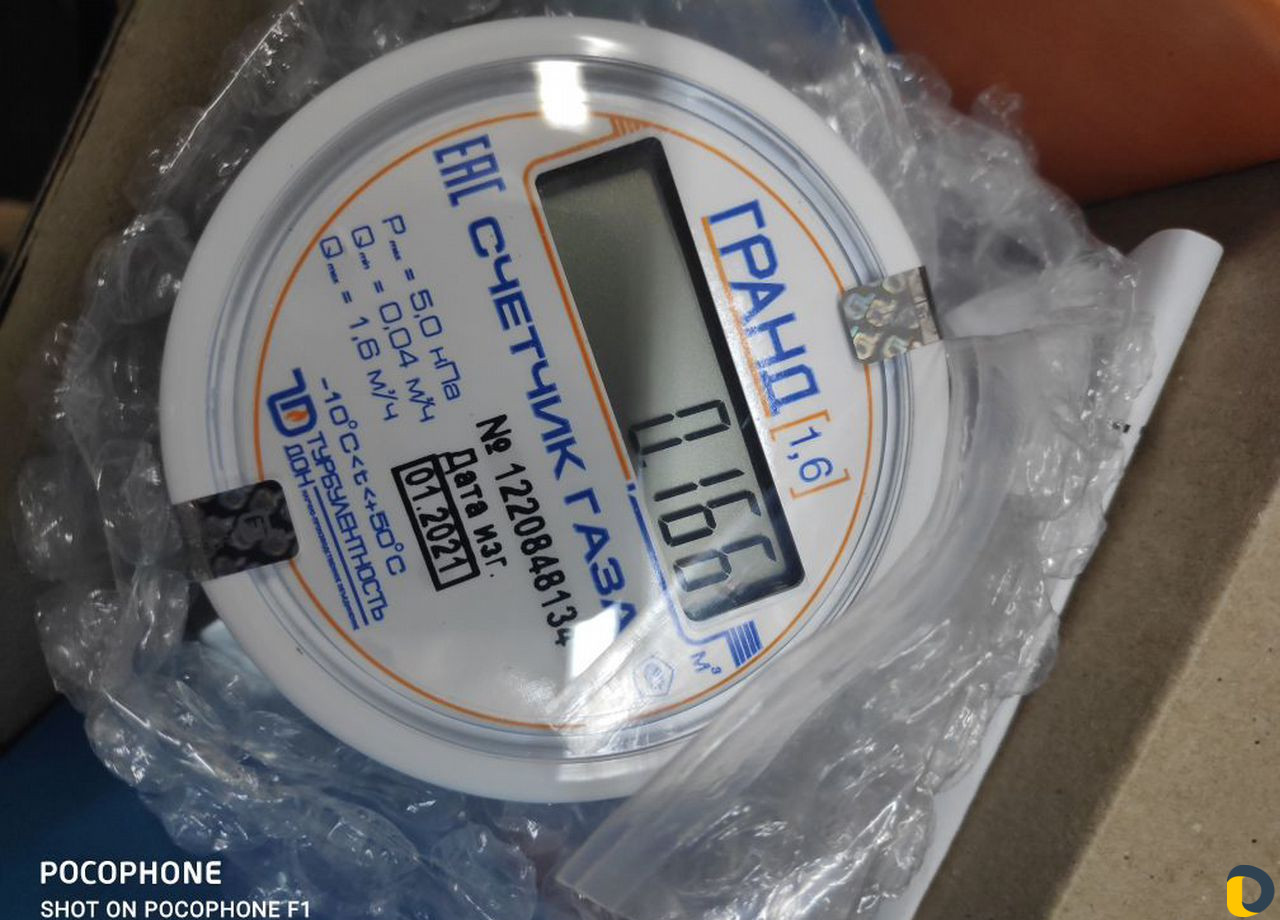 ГРАНД [1,6]
0.166
м³
ЕАС
СЧЕТЧИК ГАЗА
P max = 5,0 кПа
Q min = 0,04 м³/ч
Q max = 1,6 м³/ч
№ 1220848134
Дата изг.
01.2021
-10°C<t<+50°C
ТУРБУЛЕНТНОСТЬ
ДОН
POCOPHONE
SHOT ON POCOPHONE F1